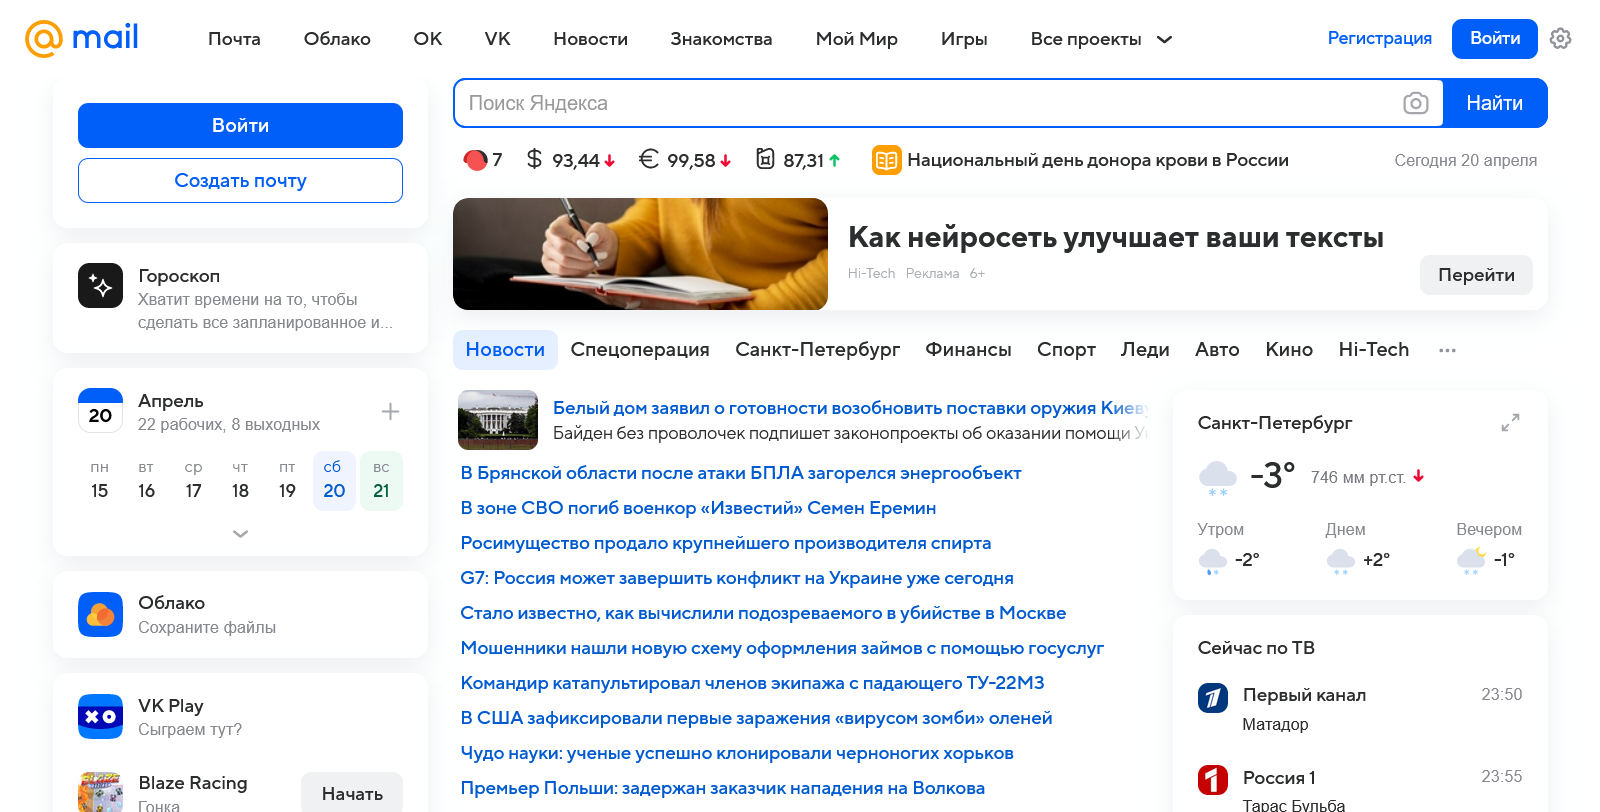 mail
Почта
Облако
OK
VK
Новости
Знакомства
Мой Мир
Игры
Все проекты
Регистрация
Войти
Войти
Создать почту
Гороскоп
Хватит времени на то, чтобы
сделать все запланированное и...
20
Апрель
22 рабочих, 8 выходных
пн вт ср чт пт сб вс
15 16 17 18 19 20 21
Облако
Сохраните файлы
VK Play
Сыграем тут?
Blaze Racing
Гонка
Начать
Поиск Яндекса
Найти
7
$ 93,44
€ 99,58
87,31
Национальный день донора крови в России
Сегодня 20 апреля
Как нейросеть улучшает ваши тексты
Hi-Tech Реклама 6+
Перейти
Новости
Спецоперация
Санкт-Петербург
Финансы
Спорт
Леди
Авто
Кино
Hi-Tech
Белый дом заявил о готовности возобновить поставки оружия Киеву
Байден без проволочек подпишет законопроекты об оказании помощи
В Брянской области после атаки БПЛА загорелся энергообъект
В зоне СВО погиб военкор «Известий» Семен Еремин
Росимущество продало крупнейшего производителя спирта
G7: Россия может завершить конфликт на Украине уже сегодня
Стало известно, как вычислили подозреваемого в убийстве в Москве
Мошенники нашли новую схему оформления займов с помощью госуслуг
Командир катапультировал членов экипажа с падающего ТУ-22МЗ
В США зафиксировали первые заражения «вирусом зомби» оленей
Чудо науки: ученые успешно клонировали черноногих хорьков
Премьер Польши: задержан заказчик нападения на Волкова
Санкт-Петербург
-3°
746 мм рт.ст.
Утром Днем Вечером
-2° +2° -1°
Сейчас по ТВ
Первый канал 23:50
Матадор
Россия 1 23:55
Тарас Бульба